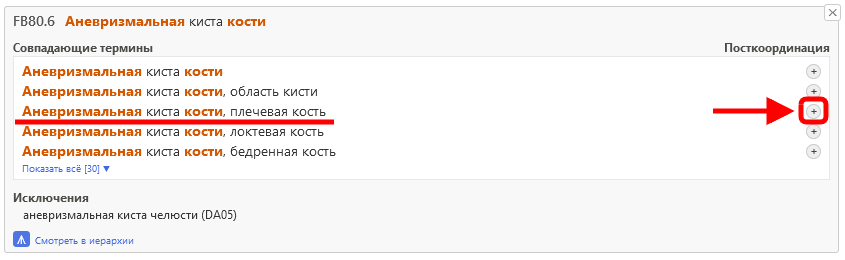 FB80.6 Аневризмальная киста кости
Совпадающие термины Посткоординация
Аневризмальная киста кости
Аневризмальная киста кости, область кисти
Аневризмальная киста кости, плечевая кость
Аневризмальная киста кости, локтевая кость
Аневризмальная киста кости, бедренная кость
Показать всё [30] ▼
Исключения
аневризмальная киста челюсти (DA05)
Смотреть в иерархии